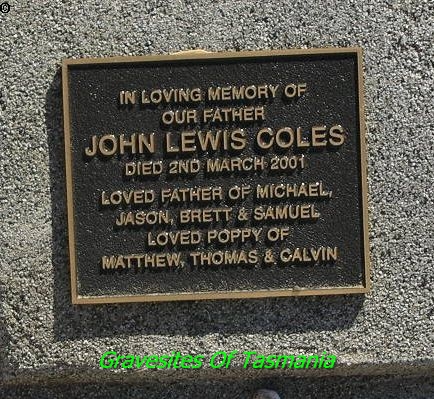 IN LOVING MEMORY OF
OUR FATHER
JOHN LEWIS COLES
DIED 2ND MARCH 2001
LOVED FATHER OF MICHAEL,
JASON, BRETT & SAMUEL
LOVED POPPY OF
MATTHEW, THOMAS & CALVIN
Gravesites Of Tasmania